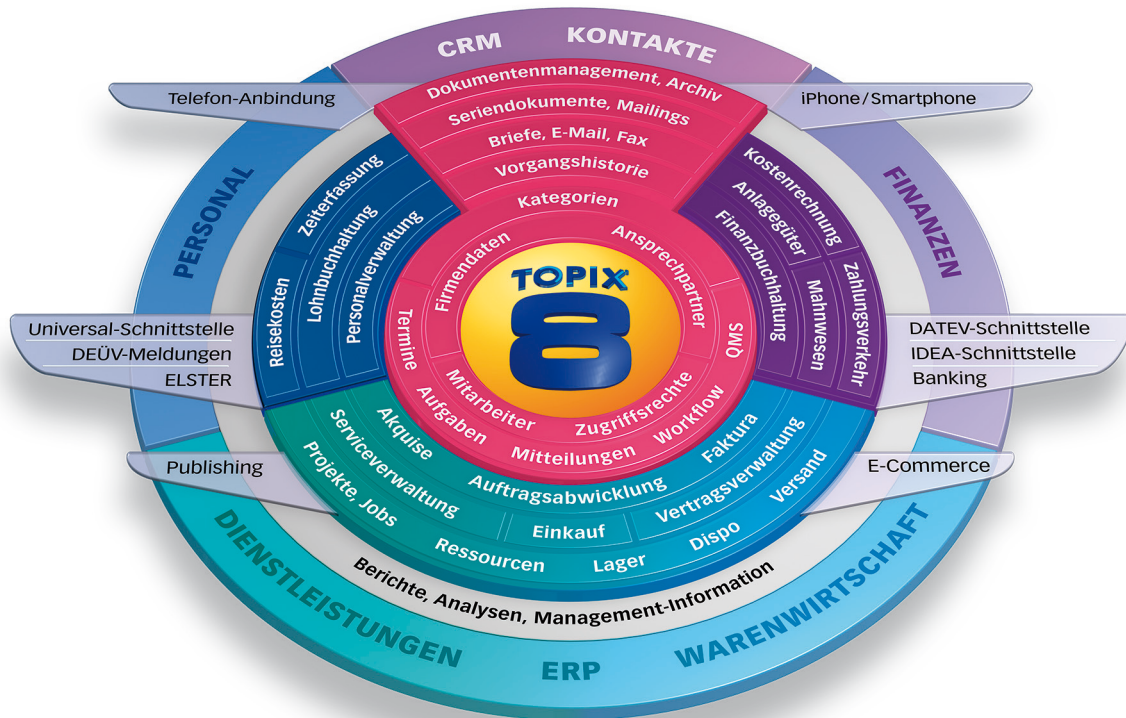 CRM KONTAKTE
Dokumentenmanagement, Archiv
Seriendokumente, Mailings
Briefe, E-Mail, Fax
Vorgangshistorie
Kategorien
Telefon-Anbindung
iPhone/Smartphone
PERSONAL
Zeiterfassung
Reisekosten
Lohnbuchhaltung
Personalverwaltung
FINANZEN
Kostenrechnung
Zahlungsverkehr
Anlagegüter
Mahnwesen
Finanzbuchhaltung
Firmendaten
Ansprechpartner
TOPIX
8
Termine
QMS
Mitarbeiter
Zugriffsrechte
Aufgaben
Mitteilungen
Workflow
Universal-Schnittstelle
DEÜV-Meldungen
ELSTER
DATEV-Schnittstelle
IDEA-Schnittstelle
Banking
Publishing
E-Commerce
Akquise
Auftragsabwicklung
Faktura
Serviceverwaltung
Einkauf
Vertragsverwaltung
Projekte, Jobs
Ressourcen
Lager
Dispo
Versand
Berichte, Analysen, Management-Information
DIENSTLEISTUNGEN
ERP
WARENWIRTSCHAFT